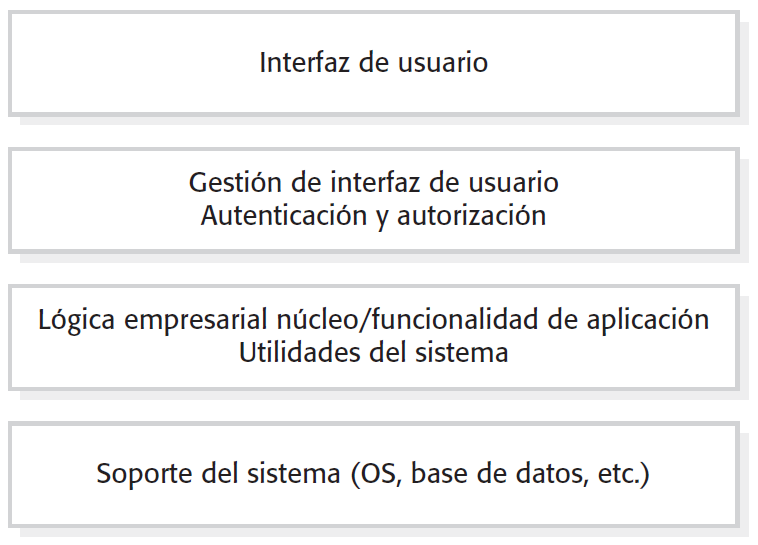 Interfaz de usuario
Gestión de interfaz de usuario
Autenticación y autorización
Lógica empresarial núcleo/funcionalidad de aplicación
Utilidades del sistema
Soporte del sistema (OS, base de datos, etc.)